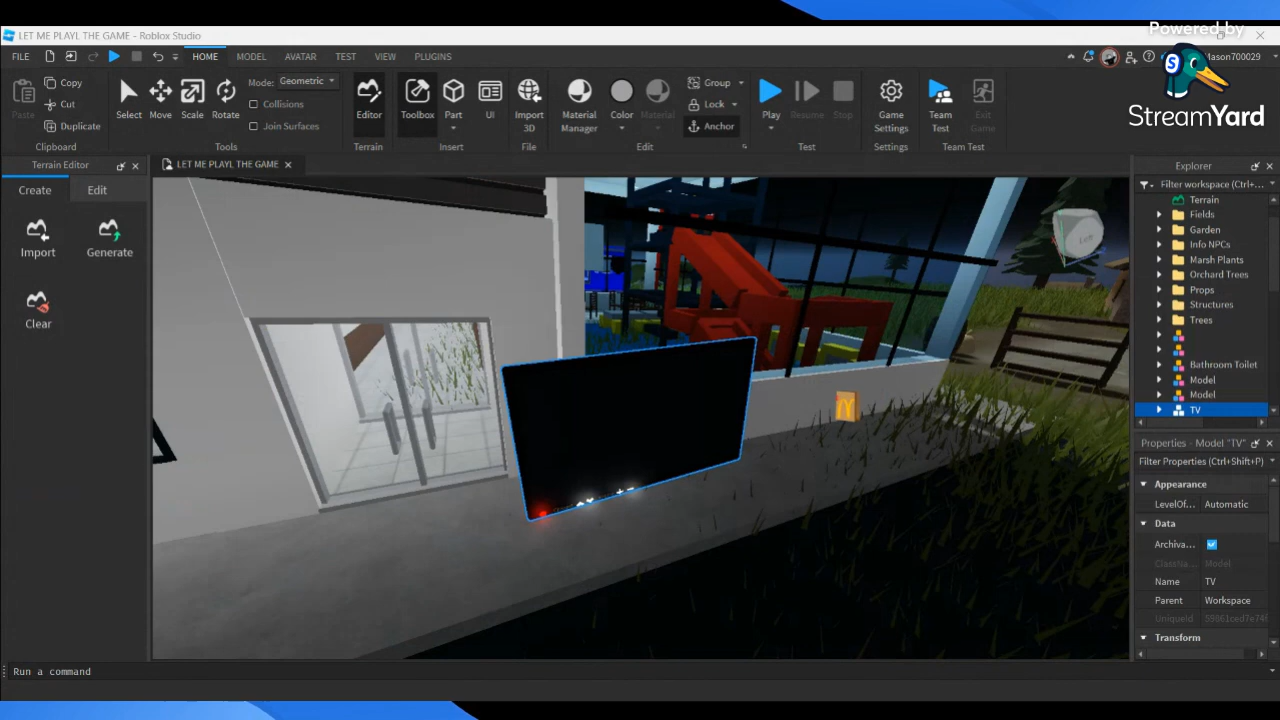 Powered by
StreamYard
LET ME PLAYL THE GAME - Roblox Studio
FILE
HOME
MODEL
AVATAR
TEST
VIEW
PLUGINS
Mason700029
Paste
Copy
Cut
Duplicate
Clipboard
Select
Move
Scale
Rotate
Mode:
Geometric
Collisions
Join Surfaces
Tools
Editor
Terrain
Toolbox
Part
UI
Insert
Import
3D
File
Material
Manager
Color
Material
Group
Lock
Anchor
Edit
Play
Resume
Stop
Test
Game
Settings
Settings
Team
Test
Exit
Game
Team Test
Terrain Editor
Create
Edit
Import
Generate
Clear
LET ME PLAYL THE GAME
Explorer
Filter workspace (Ctrl+...
Terrain
Fields
Garden
Info NPCs
Marsh Plants
Orchard Trees
Props
Structures
Trees
Bathroom Toilet
Model
Model
TV
Properties - Model "TV"
Filter Properties (Ctrl+Shift+P)
Appearance
LevelOf...
Automatic
Data
Archiva...
ClassNa...
Model
Name
TV
Parent
Workspace
UniqueId
Transform
Run a command